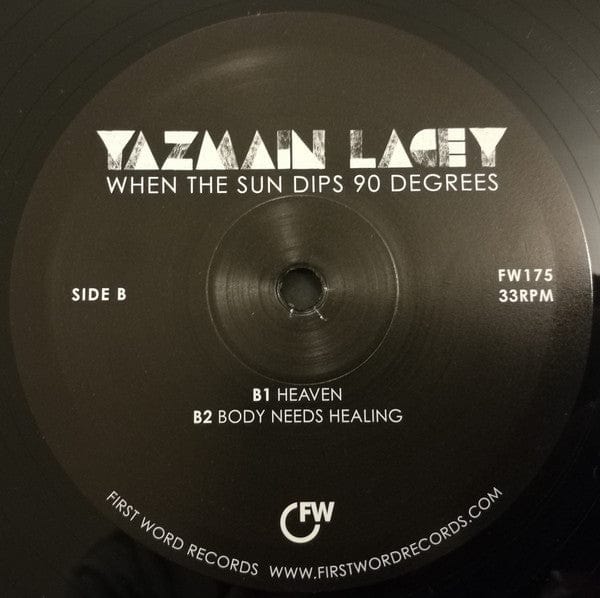 YAZMAIN LACEY
WHEN THE SUN DIPS 90 DEGREES
SIDE B
FW175
33RPM
B1 HEAVEN
B2 BODY NEEDS HEALING
FW
FIRST WORD RECORDS WWW.FIRSTWORDRECORDS.COM